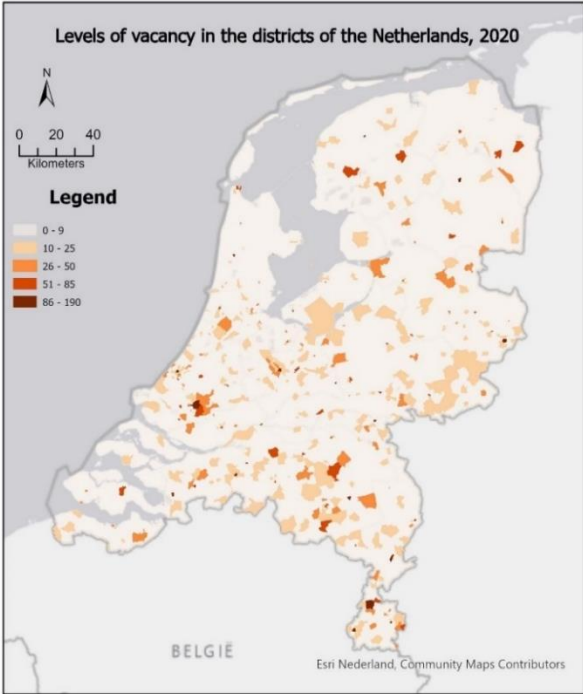 Levels of vacancy in the districts of the Netherlands, 2020
N
0 20 40
Kilometers
Legend
0 - 9
10 - 25
26 - 50
51 - 85
86 - 190
BELGIË
Esri Nederland, Community Maps Contributors